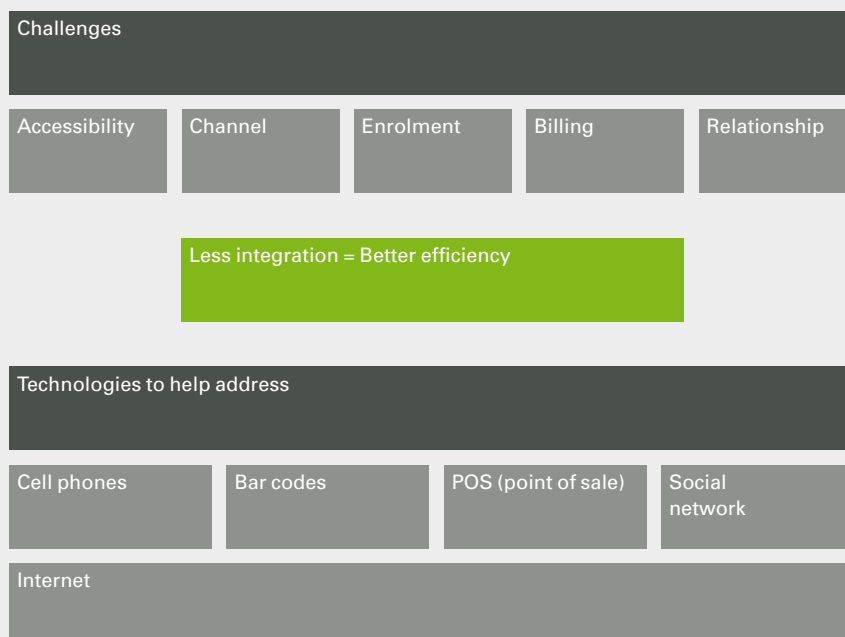 Challenges
Accessibility
Channel
Enrolment
Billing
Relationship
Less integration = Better efficiency
Technologies to help address
Cell phones
Bar codes
POS (point of sale)
Social
network
Internet